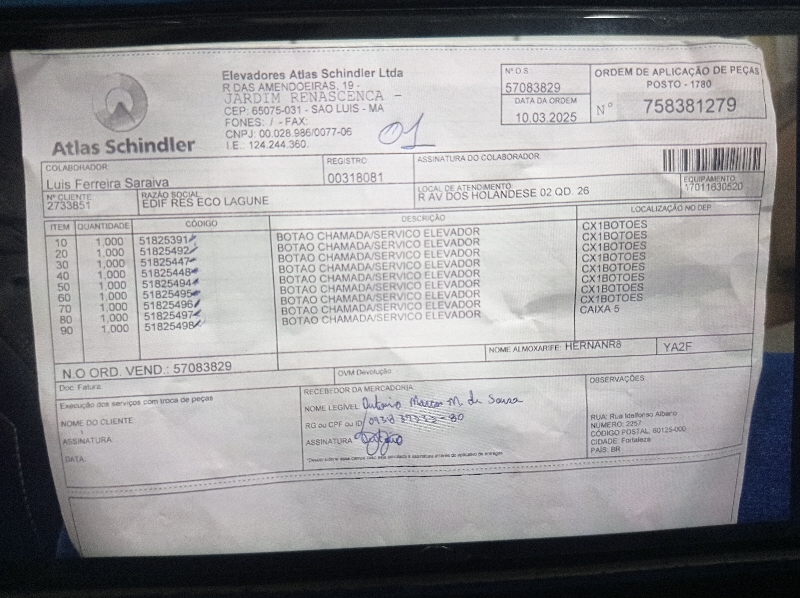 Atlas Schindler
Elevadores Atlas Schindler Ltda
R DAS AMENDOEIRAS, 19 -
JARDIM RENASCENCA -
CEP: 65075-031 - SAO LUIS - MA
FONES: / - FAX:
CNPJ: 00.028.986/0077-06
I.E.: 124.244.360.
01
Nº O.S.
57083829
DATA DA ORDEM
10.03.2025
ORDEM DE APLICAÇÃO DE PEÇAS
POSTO - 1780
Nº 758381279
COLABORADOR
Luis Ferreira Saraiva
REGISTRO
00318081
ASSINATURA DO COLABORADOR:
Nº CLIENTE:
2733851
RAZÃO SOCIAL:
EDIF RES ECO LAGUNE
LOCAL DE ATENDIMENTO:
R AV DOS HOLANDESE 02 QD. 26
EQUIPAMENTO:
17011630520
ITEM QUANTIDADE CÓDIGO DESCRIÇÃO LOCALIZAÇÃO NO DEP.
10 1,000 51825391 BOTAO CHAMADA/SERVICO ELEVADOR CX1BOTOES
20 1,000 51825492 BOTAO CHAMADA/SERVICO ELEVADOR CX1BOTOES
30 1,000 51825447 BOTAO CHAMADA/SERVICO ELEVADOR CX1BOTOES
40 1,000 51825448 BOTAO CHAMADA/SERVICO ELEVADOR CX1BOTOES
50 1,000 51825494 BOTAO CHAMADA/SERVICO ELEVADOR CX1BOTOES
60 1,000 51825495 BOTAO CHAMADA/SERVICO ELEVADOR CX1BOTOES
70 1,000 51825496 BOTAO CHAMADA/SERVICO ELEVADOR CX1BOTOES
80 1,000 51825497 BOTAO CHAMADA/SERVICO ELEVADOR CX1BOTOES
90 1,000 51825498 BOTAO CHAMADA/SERVICO ELEVADOR CAIXA 5
NOME ALMOXARIFE: HERNANR8 YA2F
N.O ORD. VEND.: 57083829
OVM Devolução
Doc. Fatura
Execução dos serviços com troca de peças
NOME DO CLIENTE:
ASSINATURA:
DATA:
RECEBEDOR DA MERCADORIA
NOME LEGÍVEL Antonio Marcos M. de Souza
RG ou CPF ou ID
ASSINATURA
OBSERVAÇÕES:
RUA: Rua Idelfonso Albano
NÚMERO: 2257
CÓDIGO POSTAL: 60125-000
CIDADE: Fortaleza
PAÍS: BR